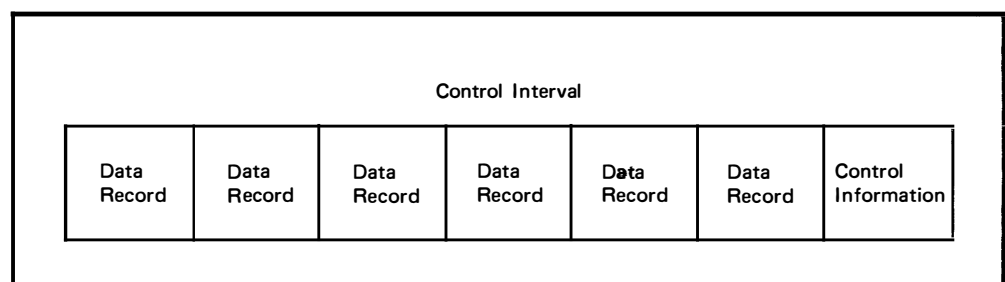 Control Interval
Data Data Data Data Data Data Control
Record Record Record Record Record Record Information